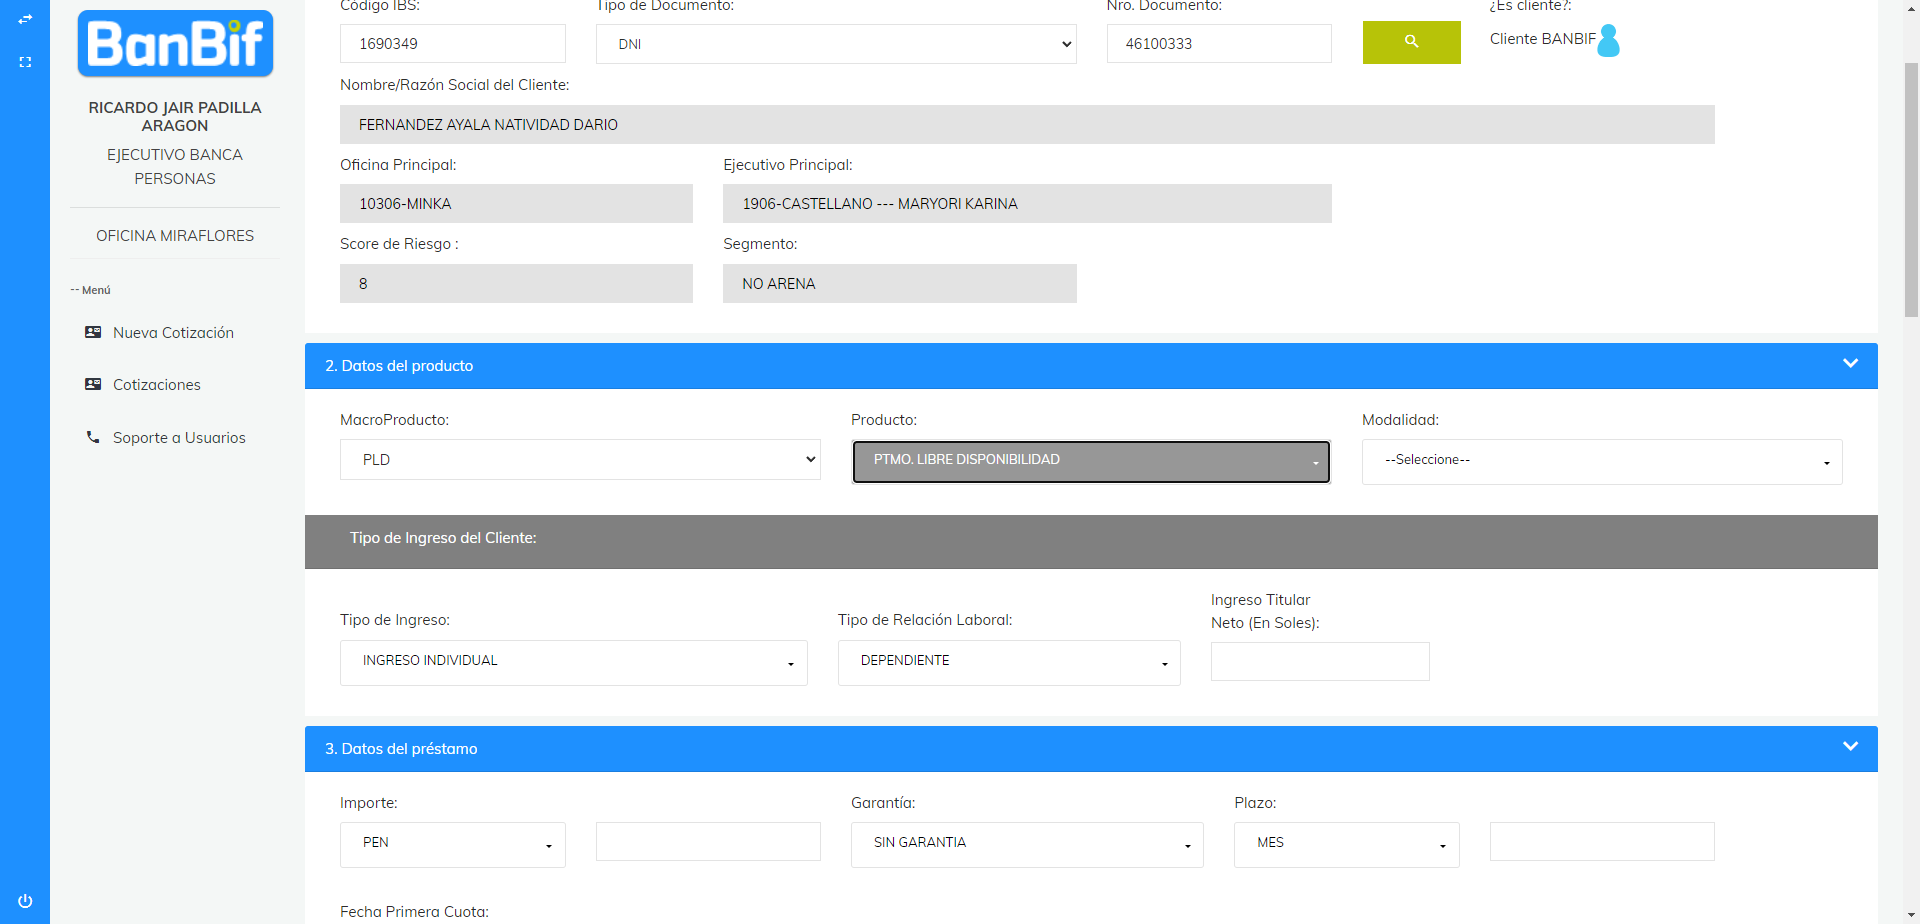 BanBif
RICARDO JAIR PADILLA
ARAGON
EJECUTIVO BANCA
PERSONAS
OFICINA MIRAFLORES
-- Menú
Nueva Cotización
Cotizaciones
Soporte a Usuarios
Código IBS:
Tipo de Documento:
Nro. Documento:
¿Es cliente?:
1690349
DNI
46100333
Cliente BANBIF
Nombre/Razón Social del Cliente:
FERNANDEZ AYALA NATIVIDAD DARIO
Oficina Principal:
Ejecutivo Principal:
10306-MINKA
1906-CASTELLANO --- MARYORI KARINA
Score de Riesgo :
Segmento:
8
NO ARENA
2. Datos del producto
MacroProducto:
Producto:
Modalidad:
PLD
PTMO. LIBRE DISPONIBILIDAD
--Seleccione--
Tipo de Ingreso del Cliente:
Tipo de Ingreso:
Tipo de Relación Laboral:
Ingreso Titular
Neto (En Soles):
INGRESO INDIVIDUAL
DEPENDIENTE
3. Datos del préstamo
Importe:
Garantía:
Plazo:
PEN
SIN GARANTIA
MES
Fecha Primera Cuota: